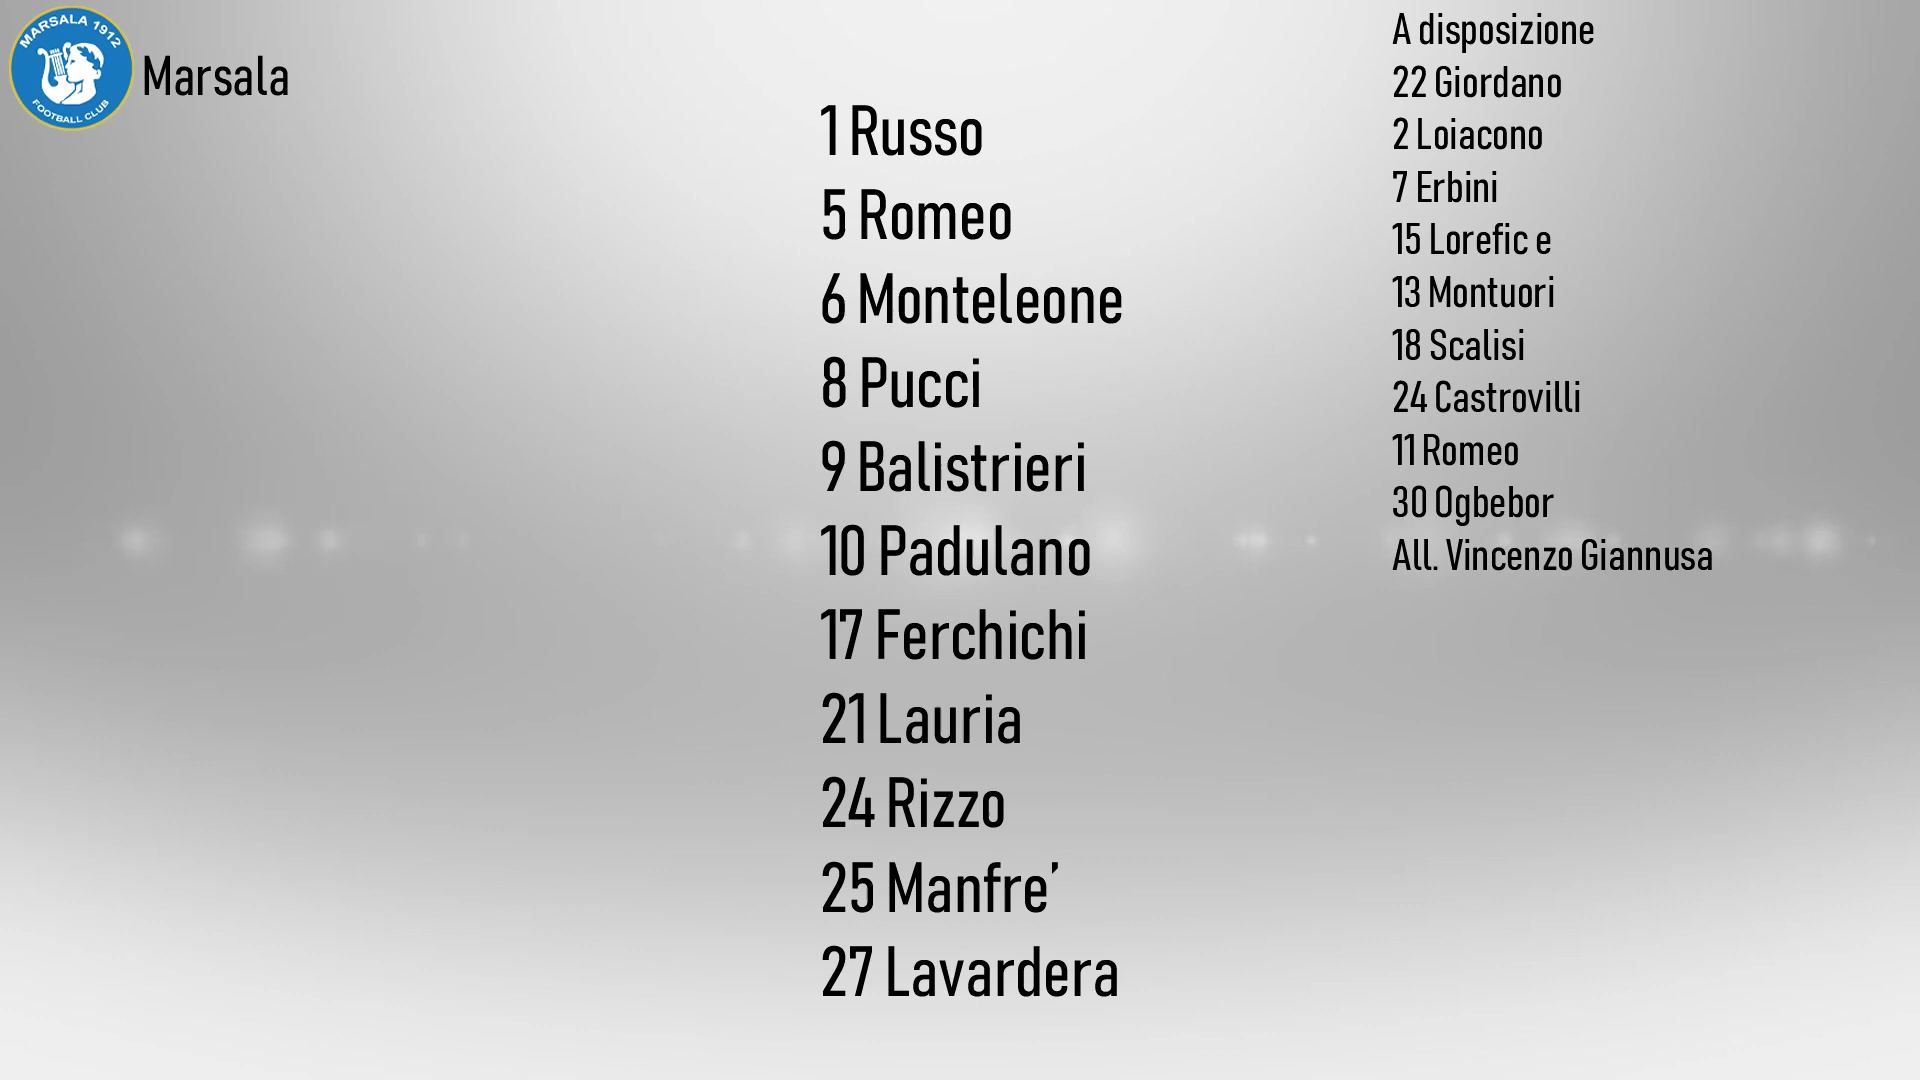 MARSALA 1912
FOOTBALL CLUB
Marsala
1 Russo
5 Romeo
6 Monteleone
8 Pucci
9 Balistrieri
10 Padulano
17 Ferchichi
21 Lauria
24 Rizzo
25 Manfre’
27 Lavardera
A disposizione
22 Giordano
2 Loiacono
7 Erbini
15 Lorefic e
13 Montuori
18 Scalisi
24 Castrovilli
11 Romeo
30 Ogbebor
All. Vincenzo Giannusa